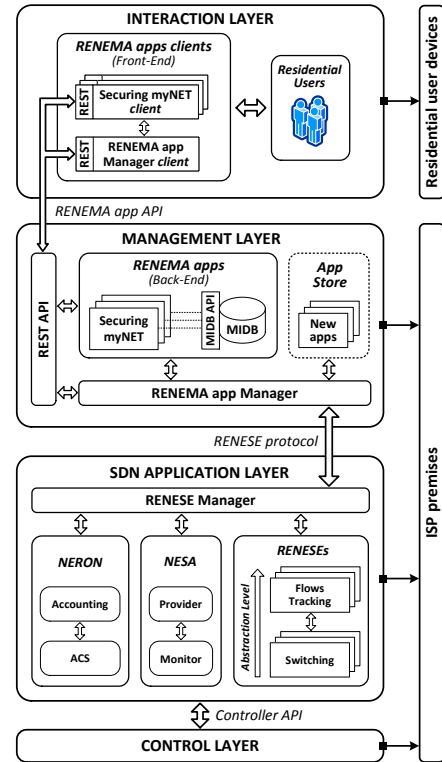 INTERACTION LAYER
RENEMA apps clients
(Front-End)
REST
Securing myNET
client
REST
RENEMA app
Manager client
Residential
Users
Residential user devices
RENEMA app API
MANAGEMENT LAYER
REST API
RENEMA apps
(Back-End)
Securing
myNET
MIDB API
MIDB
App
Store
New
apps
RENEMA app Manager
RENESE protocol
ISP premises
SDN APPLICATION LAYER
RENESE Manager
NERON
Accounting
ACS
NESA
Provider
Monitor
RENESEs
Abstraction Level
Flows
Tracking
Switching
Controller API
CONTROL LAYER